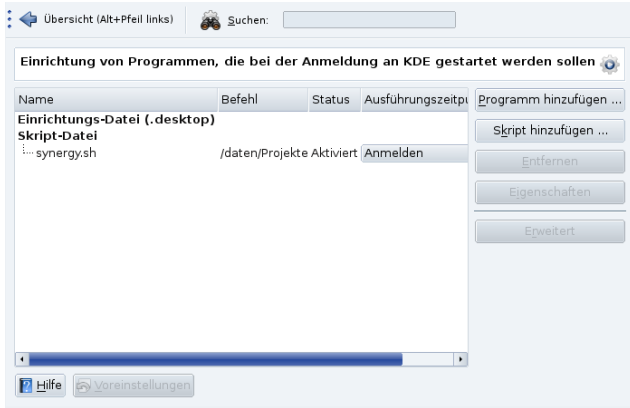 Übersicht (Alt+Pfeil links) Suchen:
Einrichtung von Programmen, die bei der Anmeldung an KDE gestartet werden sollen
Name Befehl Status Ausführungszeitpu
Einrichtungs-Datei (.desktop)
Skript-Datei
synergy.sh /daten/Projekte Aktiviert Anmelden
Programm hinzufügen ...
Skript hinzufügen ...
Entfernen
Eigenschaften
Erweitert
Hilfe Voreinstellungen